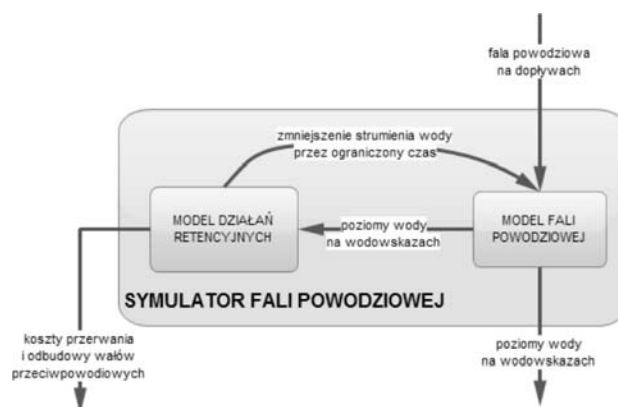 fala powodziowa
na dopływach
zmniejszenie strumienia wody
przez ograniczony czas
MODEL DZIAŁAŃ
RETENCYJNYCH
poziomy wody
na wodowskazach
MODEL FALI
POWODZIOWEJ
SYMULATOR FALI POWODZIOWEJ
koszty przerwania
i odbudowy wałów
przeciwpowodiowych
poziomy wody
na wodowskazach